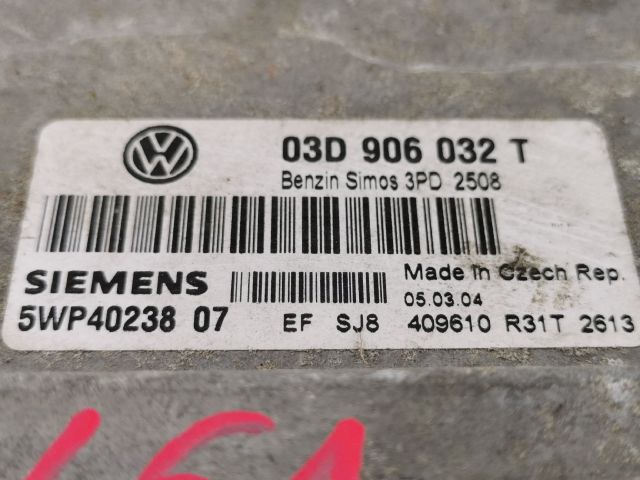 03D 906 032 T
Benzin Simos 3PD 2508
SIEMENS
Made in Czech Rep.
05.03.04
5WP40238 07
EF SJ8 409610 R31T 2613